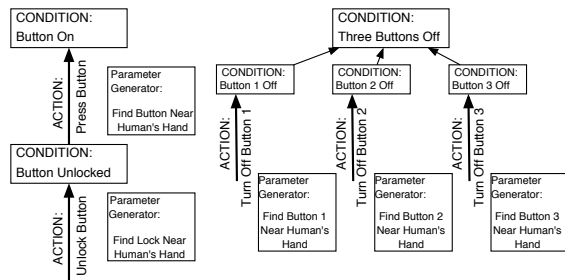 CONDITION:
Button On
ACTION:
Press Button
Parameter
Generator:
Find Button Near
Human's Hand
CONDITION:
Button Unlocked
ACTION:
Unlock Button
Parameter
Generator:
Find Lock Near
Human's Hand
CONDITION:
Three Buttons Off
CONDITION:
Button 1 Off
CONDITION:
Button 2 Off
CONDITION:
Button 3 Off
ACTION:
Turn Off Button 1
ACTION:
Turn Off Button 2
ACTION:
Turn Off Button 3
Parameter
Generator:
Find Button 1
Near Human's
Hand
Parameter
Generator:
Find Button 2
Near Human's
Hand
Parameter
Generator:
Find Button 3
Near Human's
Hand